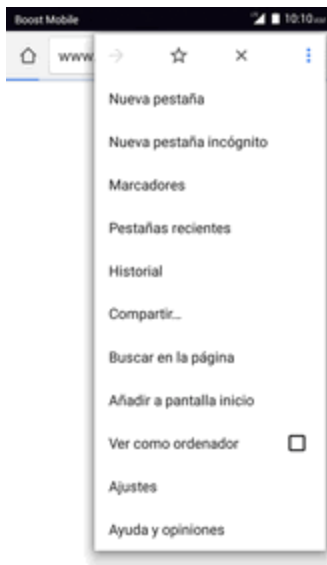 Boost Mobile 10:10
www
Nueva pestaña
Nueva pestaña incógnito
Marcadores
Pestañas recientes
Historial
Compartir...
Buscar en la página
Añadir a pantalla inicio
Ver como ordenador
Ajustes
Ayuda y opiniones